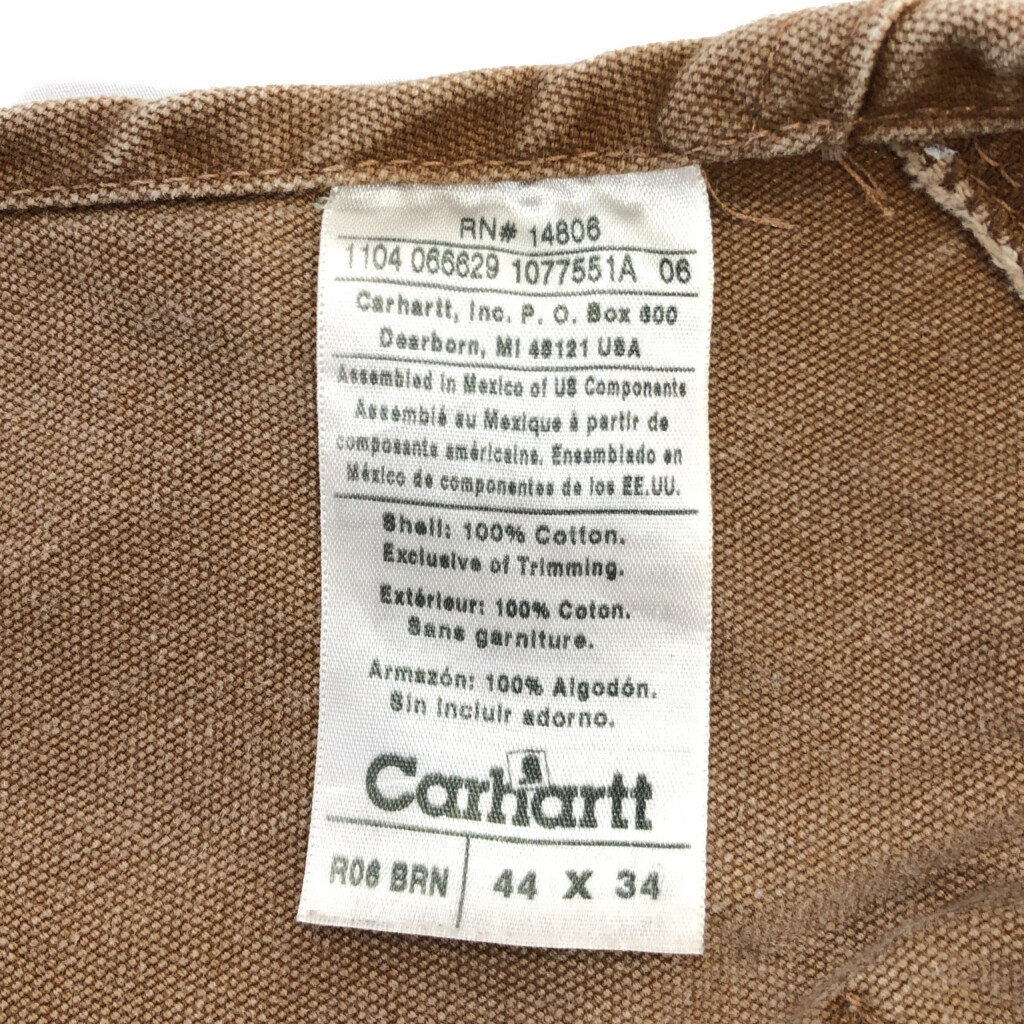 RN# 14806
1104 066629 1077551A 06
Carhartt, Inc. P. O. Box 600
Dearborn, MI 48121 USA
Assembled in Mexico of US Components
Assemblé au Mexique à partir de
composants américains. Ensamblado en
México de componentes de los EE.UU.
Shell: 100% Cotton.
Exclusive of Trimming.
Extérieur: 100% Coton.
Sans garniture.
Armazón: 100% Algodón.
Sin incluir adorno.
Carhartt
R06 BRN 44 X 34